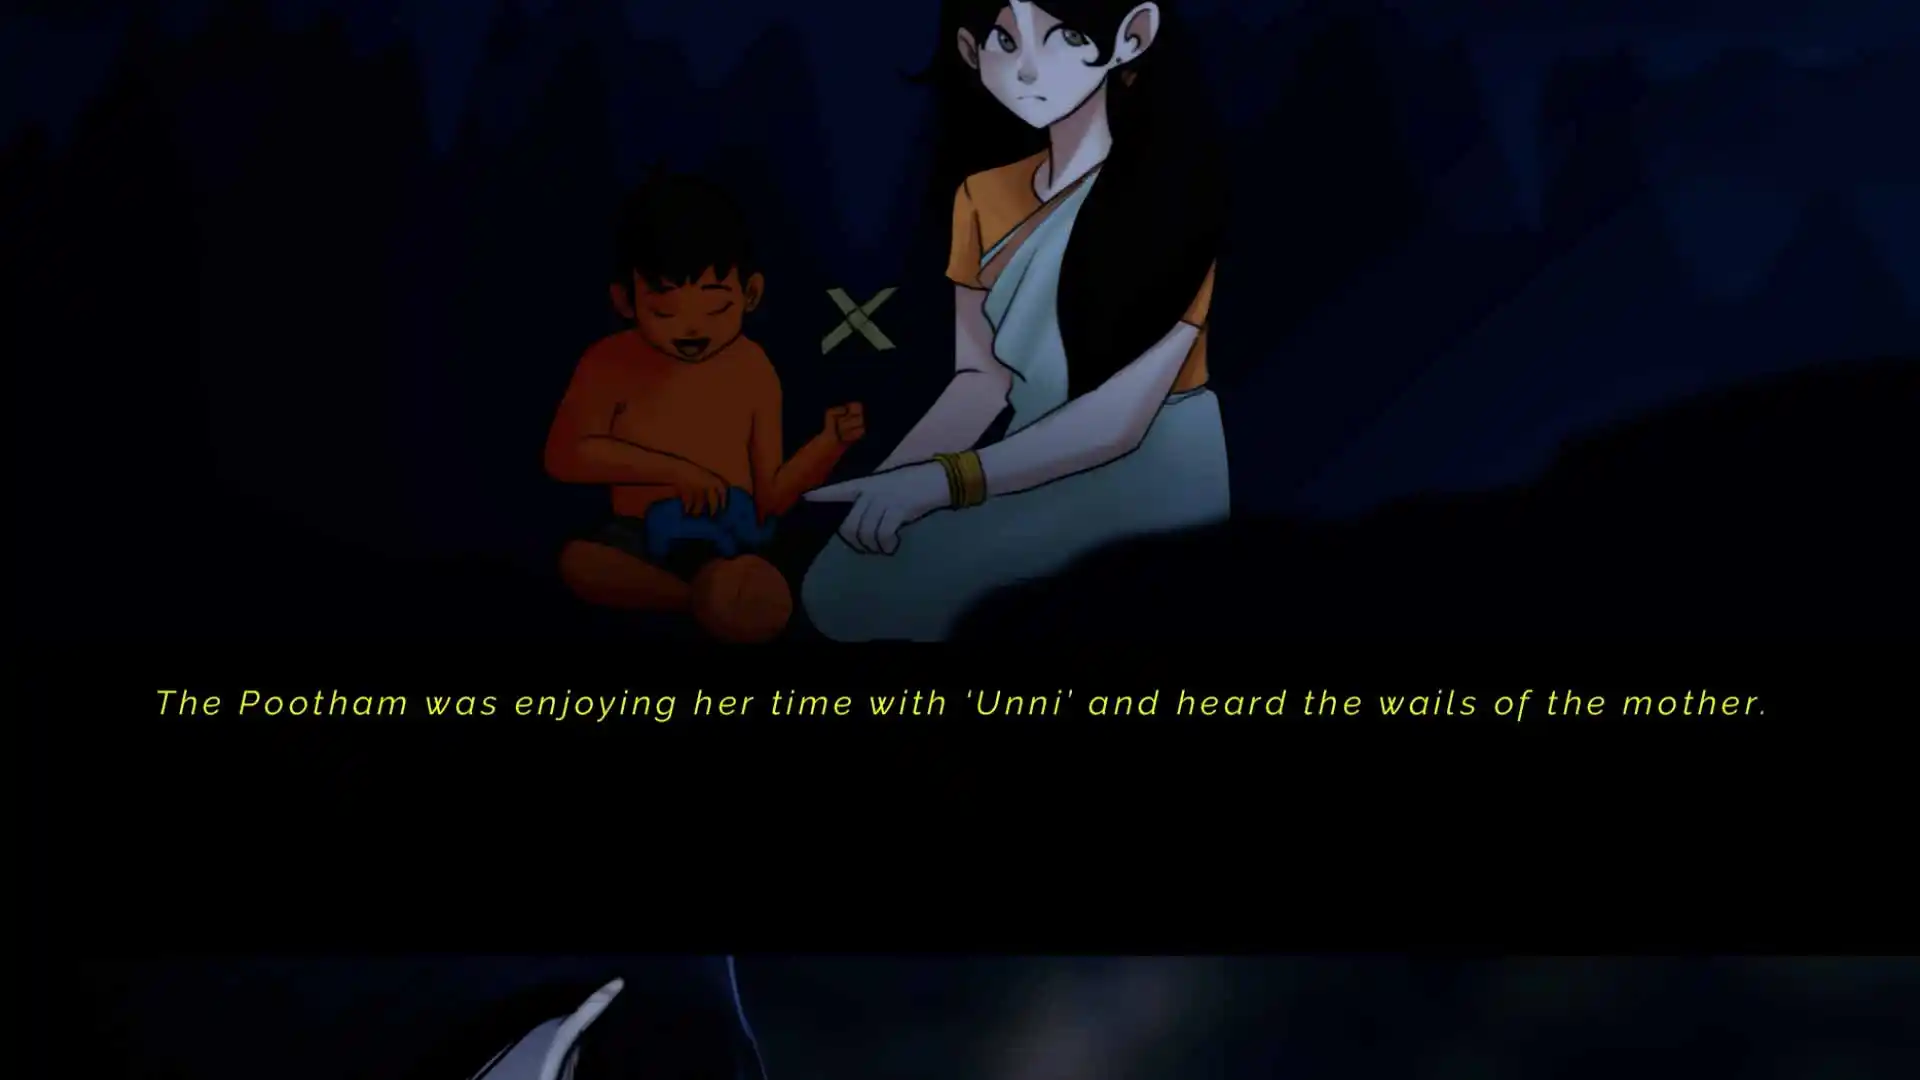 The Pootham was enjoying her time with ‘Unni’ and heard the wails of the mother.